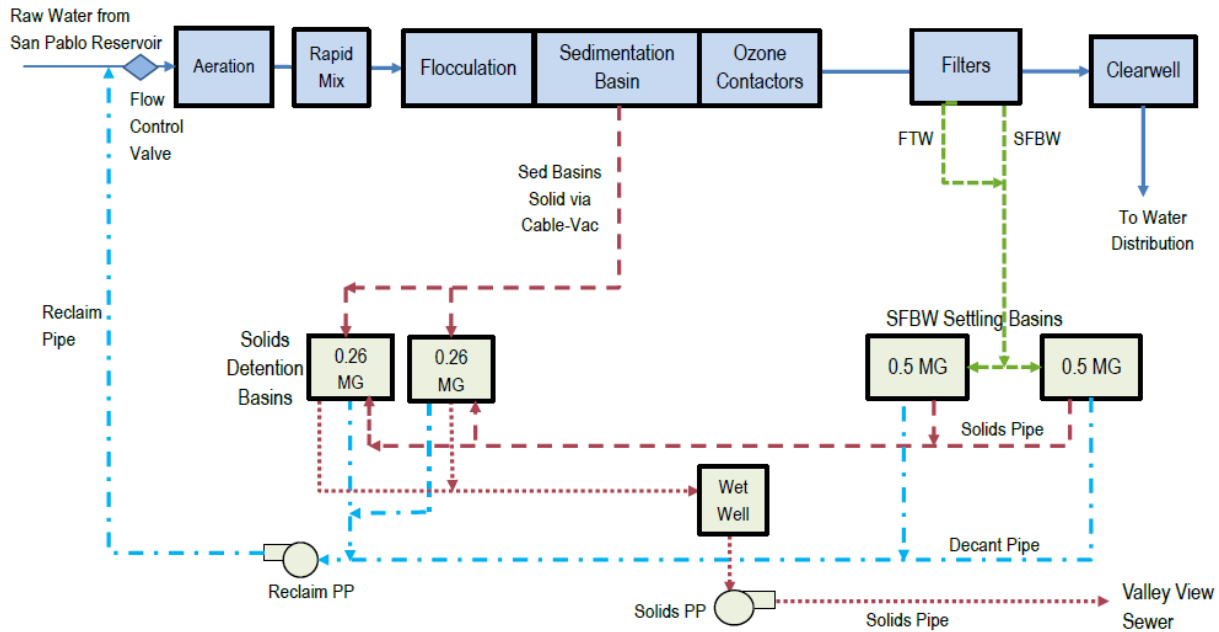 Raw Water from
San Pablo Reservoir
Aeration
Rapid
Mix
Flocculation
Sedimentation
Basin
Ozone
Contactors
Filters
Clearwell
Flow
Control
Valve
FTW
SFBW
Sed Basins
Solid via
Cable-Vac
To Water
Distribution
Reclaim
Pipe
Solids
Detention
Basins
0.26
MG
0.26
MG
SFBW Settling Basins
0.5 MG
0.5 MG
Solids Pipe
Wet
Well
Decant Pipe
Reclaim PP
Solids PP
Solids Pipe
Valley View
Sewer